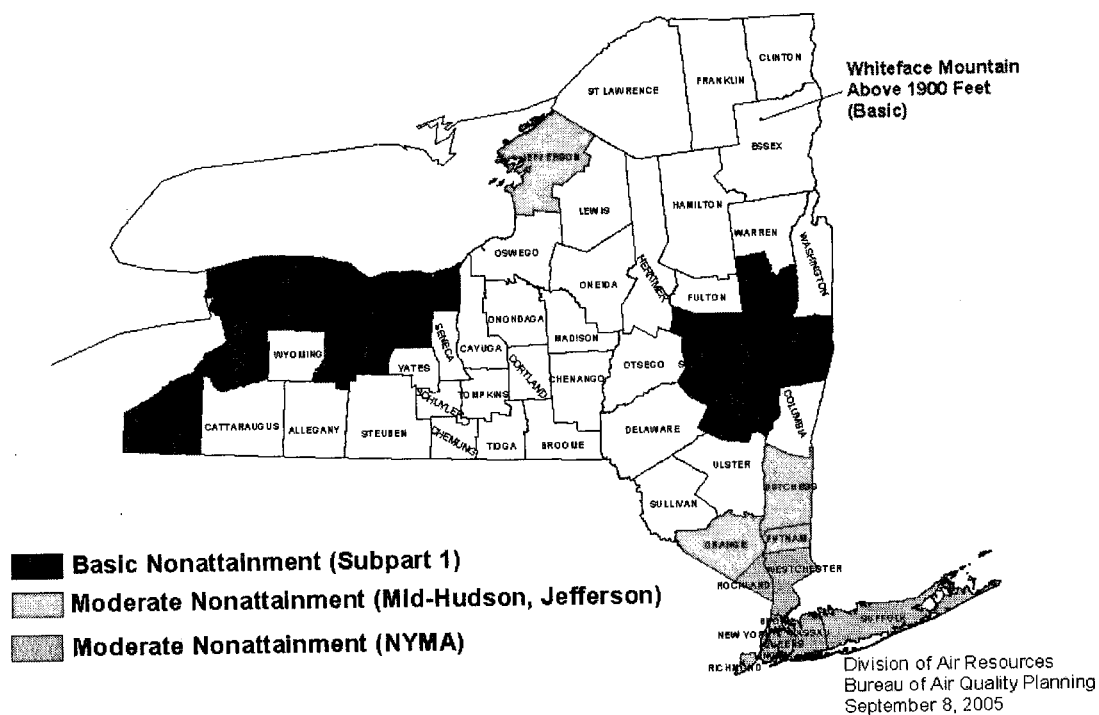 CLINTON
FRANKLIN
ST LAWRENCE
Whiteface Mountain
Above 1900 Feet
(Basic)
ESSEX
JEFFERSON
LEWIS
HAMILTON
WARREN
WASHINGTON
OSWEGO
ONEIDA
HERKIMER
FULTON
ONONDAGA
MADISON
SENECA
CAYUGA
WYOMING
YATES
CORTLAND
CHENANGO
OTSEGO
SCHUYLER
TOMPKINS
CATTARAUGUS
ALLEGANY
STEUBEN
CHEMUNG
TIOGA
BROOME
DELAWARE
COLUMBIA
ULSTER
SULLIVAN
DUTCHESS
ORANGE
PUTNAM
WESTCHESTER
ROCKLAND
SUFFOLK
NEW YORK
NASSAU
RICHMOND
Basic Nonattainment (Subpart 1)
Moderate Nonattainment (Mid-Hudson, Jefferson)
Moderate Nonattainment (NYMA)
Division of Air Resources
Bureau of Air Quality Planning
September 8, 2005